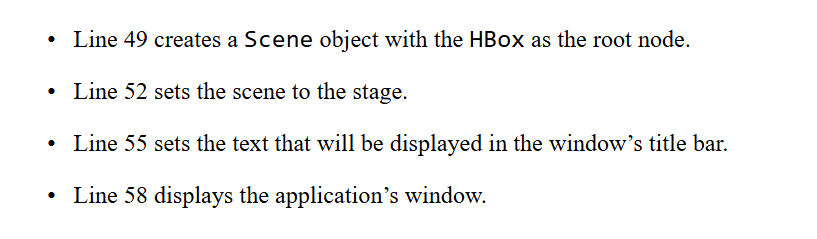 • Line 49 creates a Scene object with the HBox as the root node.
• Line 52 sets the scene to the stage.
• Line 55 sets the text that will be displayed in the window’s title bar.
• Line 58 displays the application’s window.